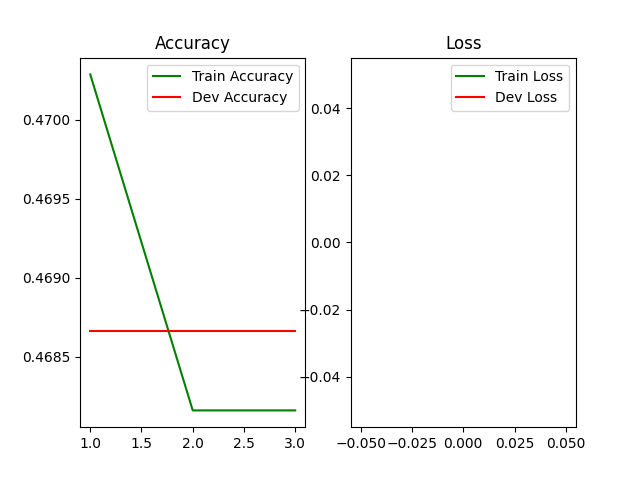 Accuracy
Train Accuracy
Dev Accuracy
0.4700
0.4695
0.4690
0.4685
1.0 1.5 2.0 2.5 3.0
Loss
Train Loss
Dev Loss
0.04
0.02
0.00
−0.02
−0.04
−0.050 −0.025 0.000 0.025 0.050